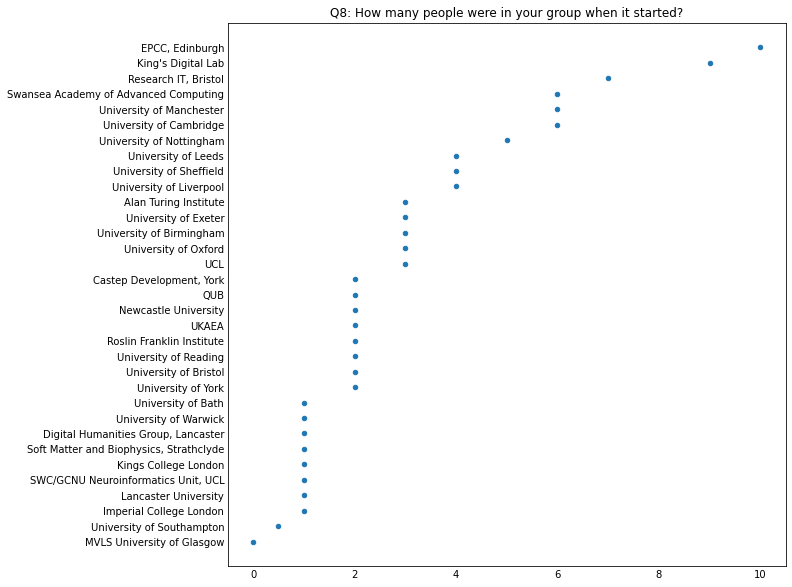 Q8: How many people were in your group when it started?
EPCC, Edinburgh
King's Digital Lab
Research IT, Bristol
Swansea Academy of Advanced Computing
University of Manchester
University of Cambridge
University of Nottingham
University of Leeds
University of Sheffield
University of Liverpool
Alan Turing Institute
University of Exeter
University of Birmingham
University of Oxford
UCL
Castep Development, York
QUB
Newcastle University
UKAEA
Roslin Franklin Institute
University of Reading
University of Bristol
University of York
University of Bath
University of Warwick
Digital Humanities Group, Lancaster
Soft Matter and Biophysics, Strathclyde
Kings College London
SWC/GCNU Neuroinformatics Unit, UCL
Lancaster University
Imperial College London
University of Southampton
MVLS University of Glasgow
0 2 4 6 8 10